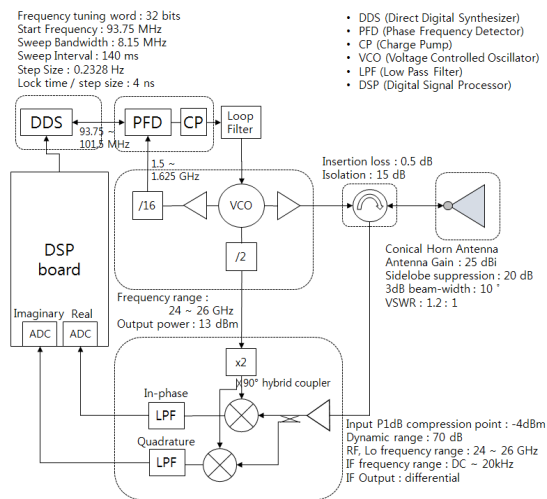 Frequency tuning word : 32 bits
Start Frequency : 93.75 MHz
Sweep Bandwidth : 8.15 MHz
Sweep Interval : 140 ms
Step Size : 0.2328 Hz
Lock time / step size : 4 ns
• DDS (Direct Digital Synthesizer)
• PFD (Phase Frequency Detector)
• CP (Charge Pump)
• VCO (Voltage Controlled Oscillator)
• LPF (Low Pass Filter)
• DSP (Digital Signal Processor)
DDS
93.75 ~
101.5 MHz
PFD
CP
Loop
Filter
1.5 ~
1.625 GHz
/16
VCO
/2
Insertion loss : 0.5 dB
Isolation : 15 dB
Conical Horn Antenna
Antenna Gain : 25 dBi
Sidelobe suppression : 20 dB
3dB beam-width : 10 ˚
VSWR : 1.2 : 1
DSP
board
Imaginary
Real
ADC
ADC
Frequency range :
24 ~ 26 GHz
Output power : 13 dBm
x2
90° hybrid coupler
In-phase
LPF
Quadrature
LPF
Input P1dB compression point : -4dBm
Dynamic range : 70 dB
RF, Lo frequency range : 24 ~ 26 GHz
IF frequency range : DC ~ 20kHz
IF Output : differential